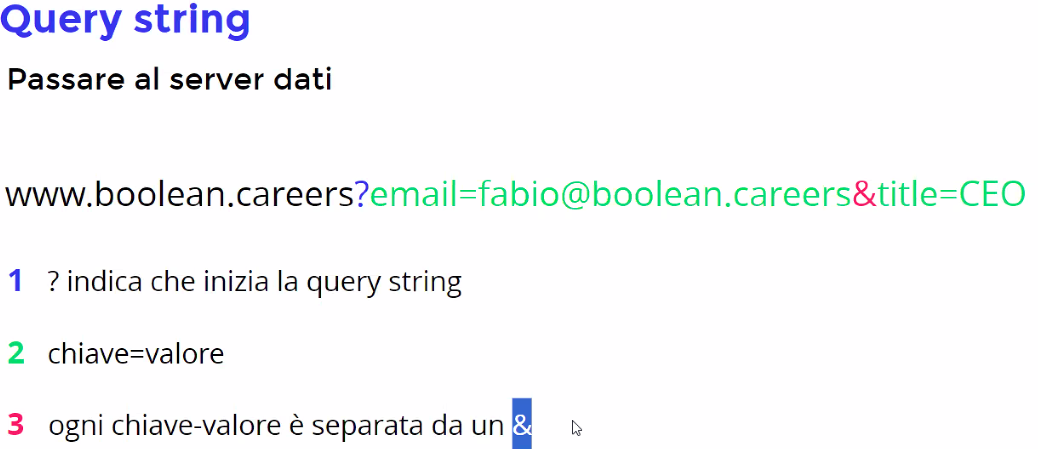 Query string
Passare al server dati
www.boolean.careers?email=fabio@boolean.careers&title=CEO
1 ? indica che inizia la query string
2 chiave=valore
3 ogni chiave-valore è separata da un &